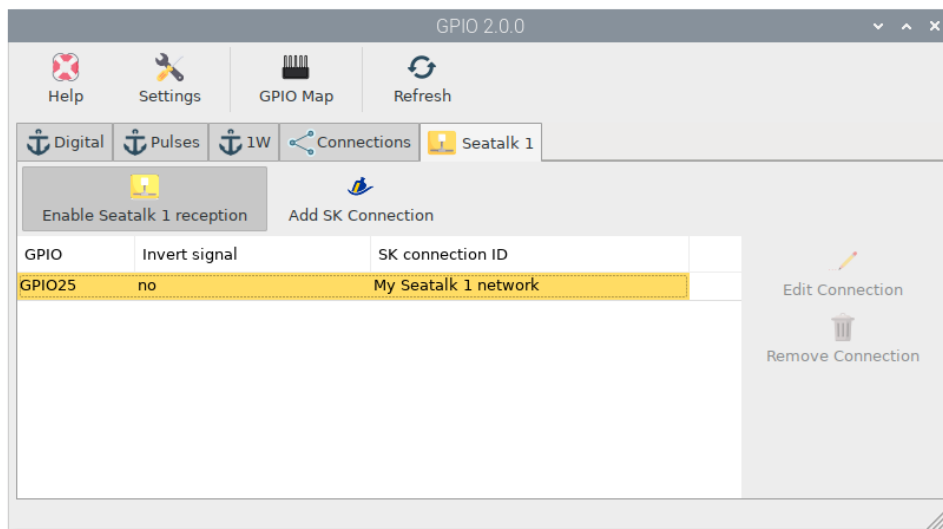 GPIO 2.0.0
Help Settings GPIO Map Refresh
Digital Pulses 1W Connections Seatalk 1
Enable Seatalk 1 reception Add SK Connection
GPIO Invert signal SK connection ID
GPIO25 no My Seatalk 1 network
Edit Connection
Remove Connection